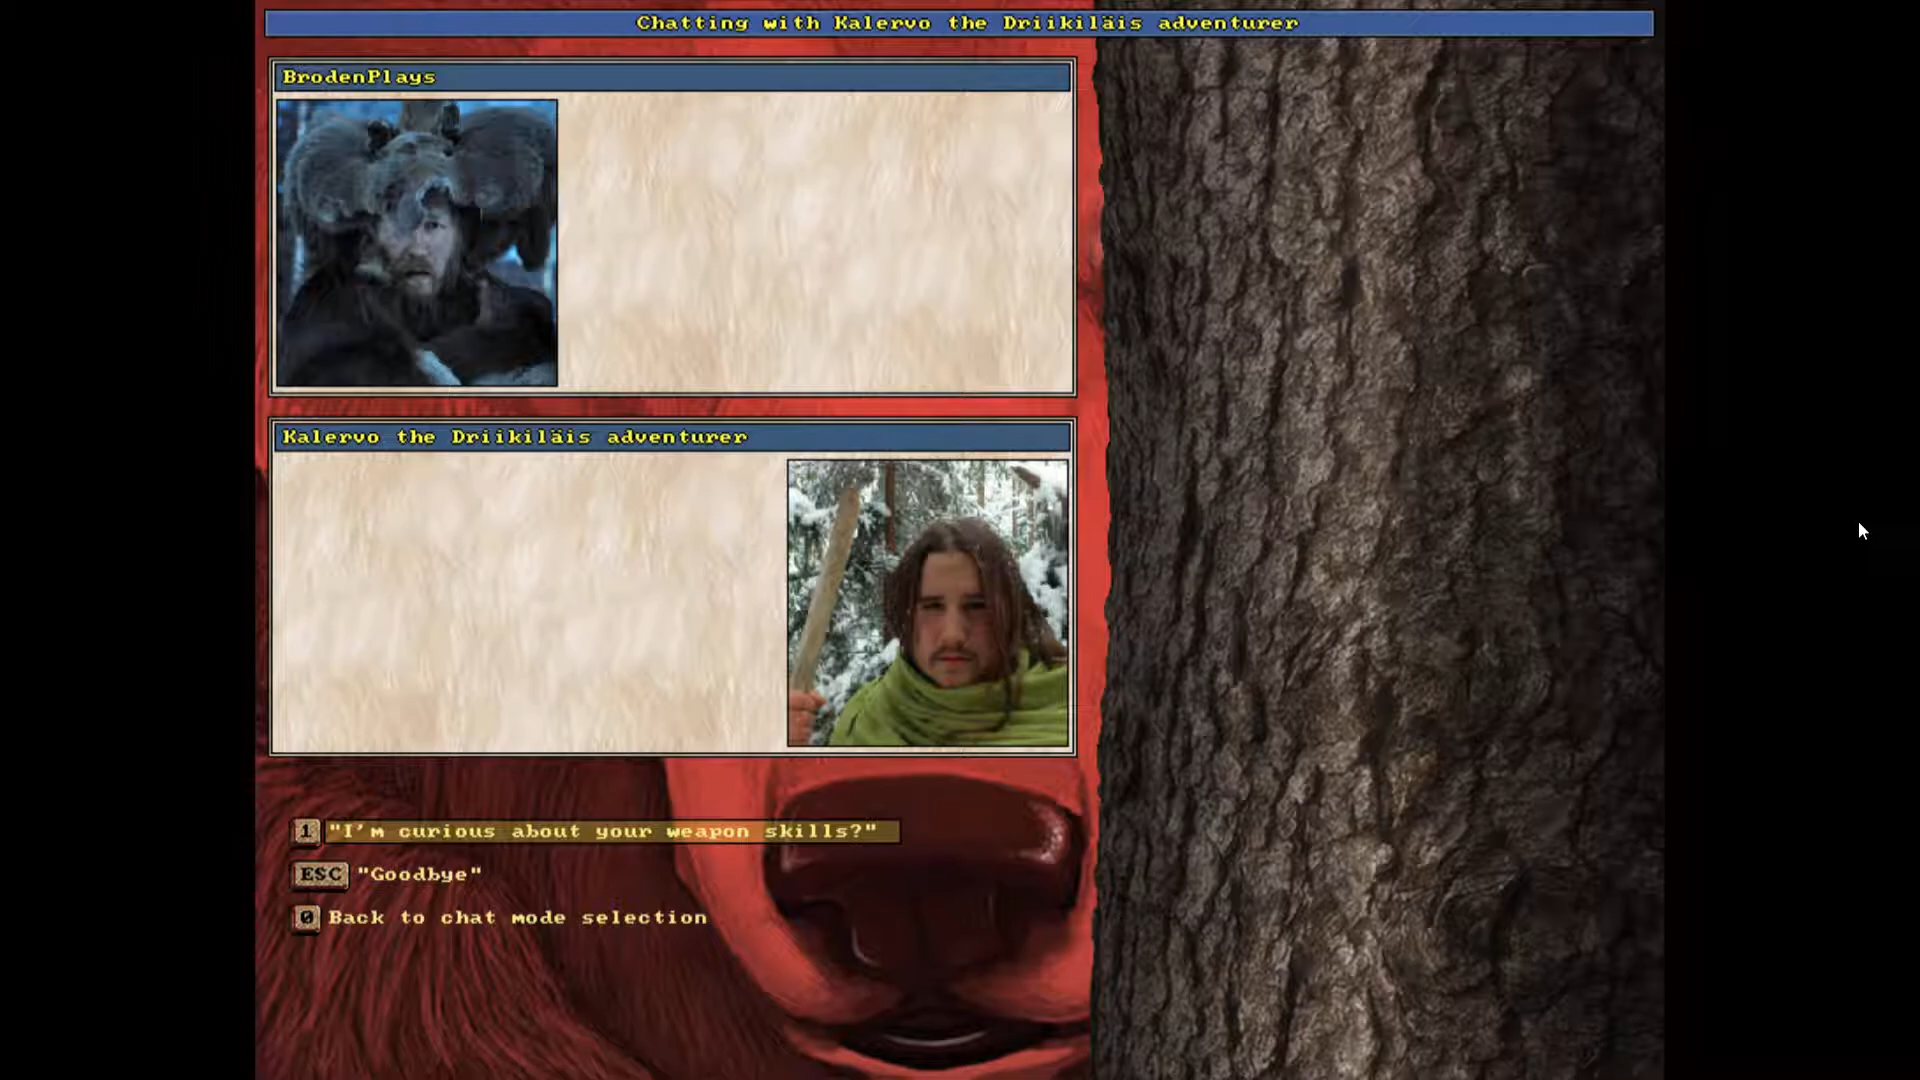 Chatting with Kalervo the Driikiläis adventurer
BrodenPlays
Kalervo the Driikiläis adventurer
1 "I'm curious about your weapon skills?"
ESC "Goodbye"
0 Back to chat mode selection